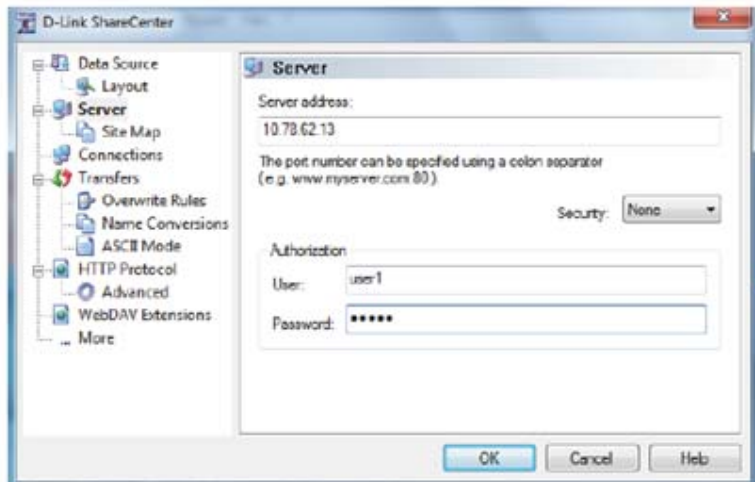 D-Link ShareCenter
Data Source
Layout
Server
Site Map
Connections
Transfers
Overwrite Rules
Name Conversions
ASCII Mode
HTTP Protocol
Advanced
WebDAV Extensions
... More
Server
Server address:
10.78.62.13
The port number can be specified using a colon separator
(e.g. www.myserver.com:80).
Security: None
Authorization
User: user1
Password: •••••
OK Cancel Help